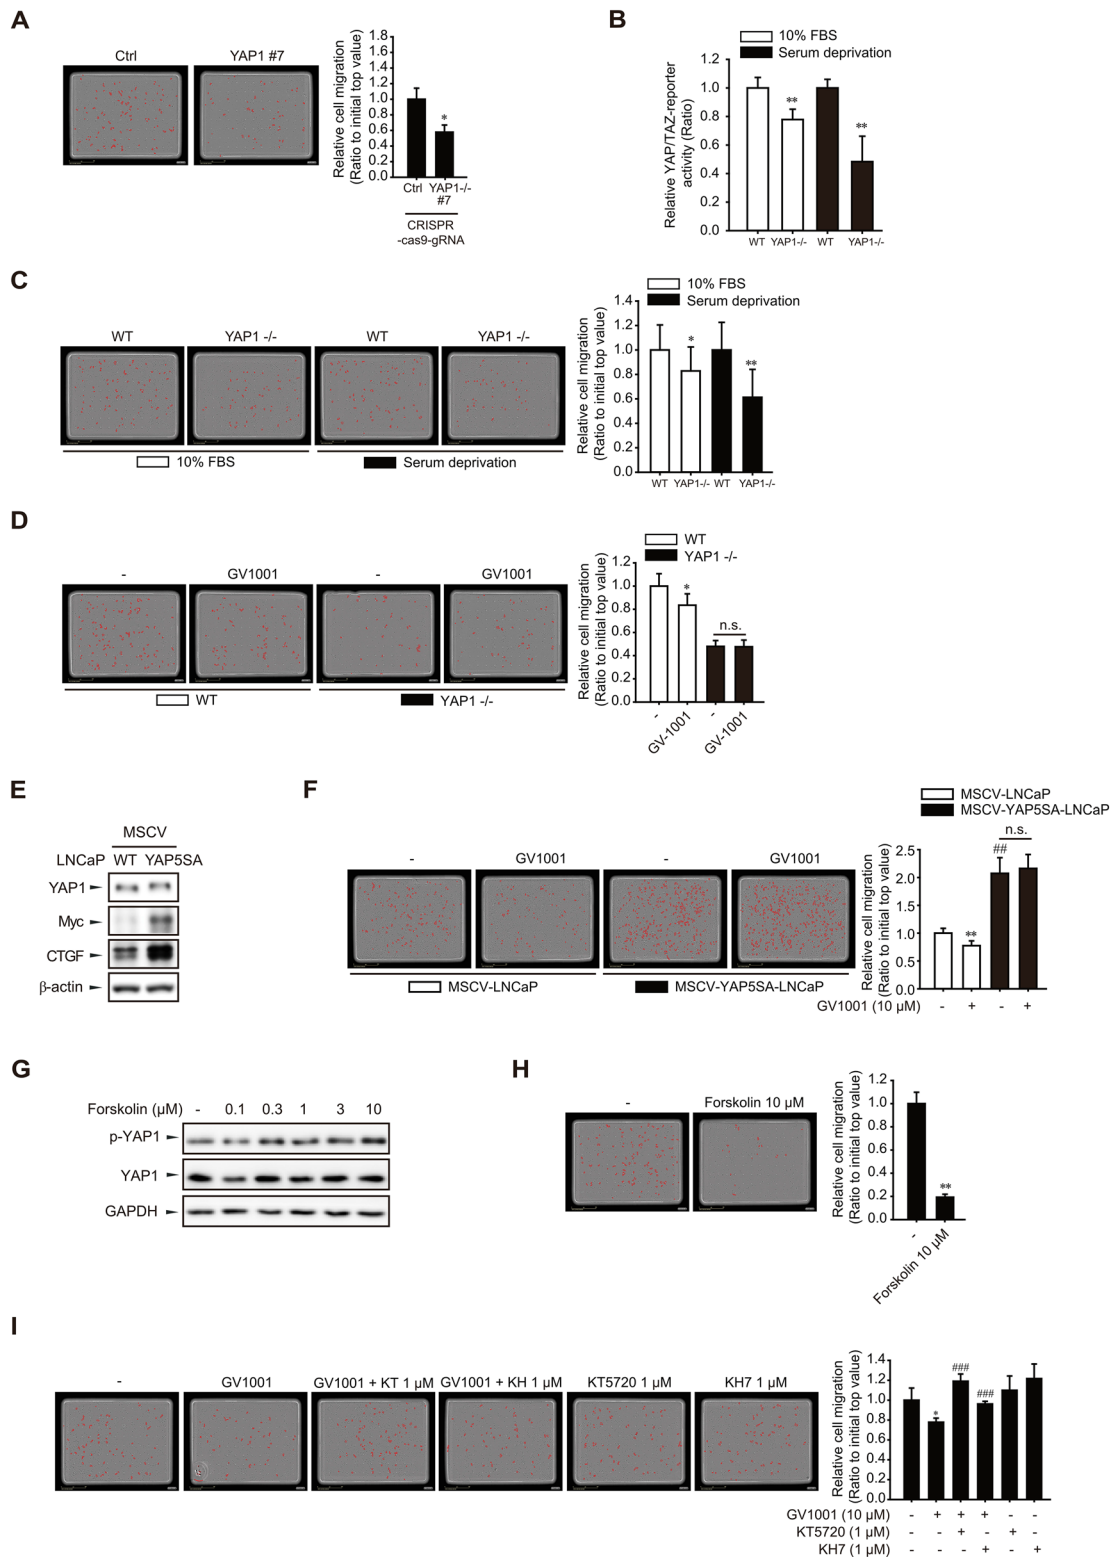 A
Ctrl
YAP1 #7
Relative cell migration
(Ratio to initial top value)
1.8
1.6
1.4
1.2
1.0
0.8
0.6
0.4
0.2
0.0
*
Ctrl YAP1-/-
#7
CRISPR
-cas9-gRNA
B
10% FBS
Serum deprivation
Relative YAP/TAZ-reporter
activity (Ratio)
1.2
1.0
0.8
0.6
0.4
0.2
0.0
**
**
WT YAP1-/- WT YAP1-/-
C
WT
YAP1 -/-
WT
YAP1 -/-
10% FBS
Serum deprivation
10% FBS
Serum deprivation
Relative cell migration
(Ratio to initial top value)
1.4
1.2
1.0
0.8
0.6
0.4
0.2
0.0
*
**
WT YAP1-/- WT YAP1-/-
D
-
GV1001
-
GV1001
WT
YAP1 -/-
WT
YAP1 -/-
Relative cell migration
(Ratio to initial top value)
1.2
1.0
0.8
0.6
0.4
0.2
0.0
*
n.s.
-
GV-1001
-
GV-1001
E
MSCV
LNCaP WT YAP5SA
YAP1
Myc
CTGF
β-actin
F
-
GV1001
-
GV1001
MSCV-LNCaP
MSCV-YAP5SA-LNCaP
MSCV-LNCaP
MSCV-YAP5SA-LNCaP
Relative cell migration
(Ratio to initial top value)
2.5
2.0
1.5
1.0
0.5
0.0
**
##
n.s.
GV1001 (10 μM) - + - +
G
Forskolin (μM) - 0.1 0.3 1 3 10
p-YAP1
YAP1
GAPDH
H
-
Forskolin 10 μM
Relative cell migration
(Ratio to initial top value)
1.2
1.0
0.8
0.6
0.4
0.2
0.0
**
-
Forskolin 10 μM
I
-
GV1001
GV1001 + KT 1 μM
GV1001 + KH 1 μM
KT5720 1 μM
KH7 1 μM
Relative cell migration
(Ratio to initial top value)
1.4
1.2
1.0
0.8
0.6
0.4
0.2
0.0
*
###
###
GV1001 (10 μM) - + + + - -
KT5720 (1 μM) - - + - + -
KH7 (1 μM) - - - + - +